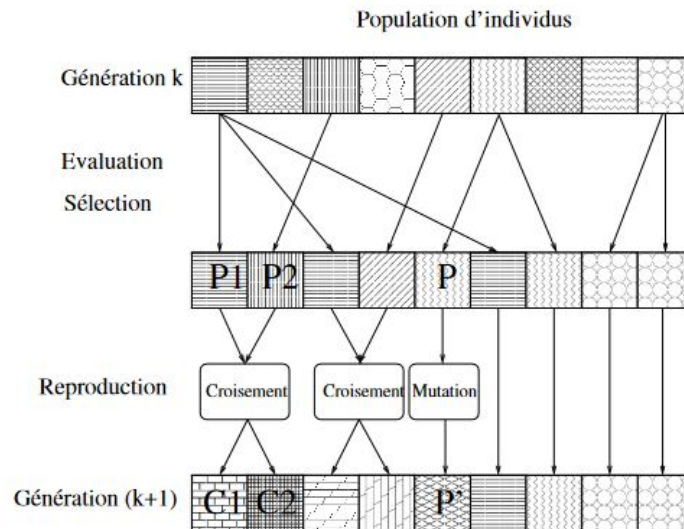 Population d'individus
Génération k
Evaluation
Sélection
P1 P2 P
Reproduction
Croisement Croisement Mutation
Génération (k+1)
C1 C2 P'